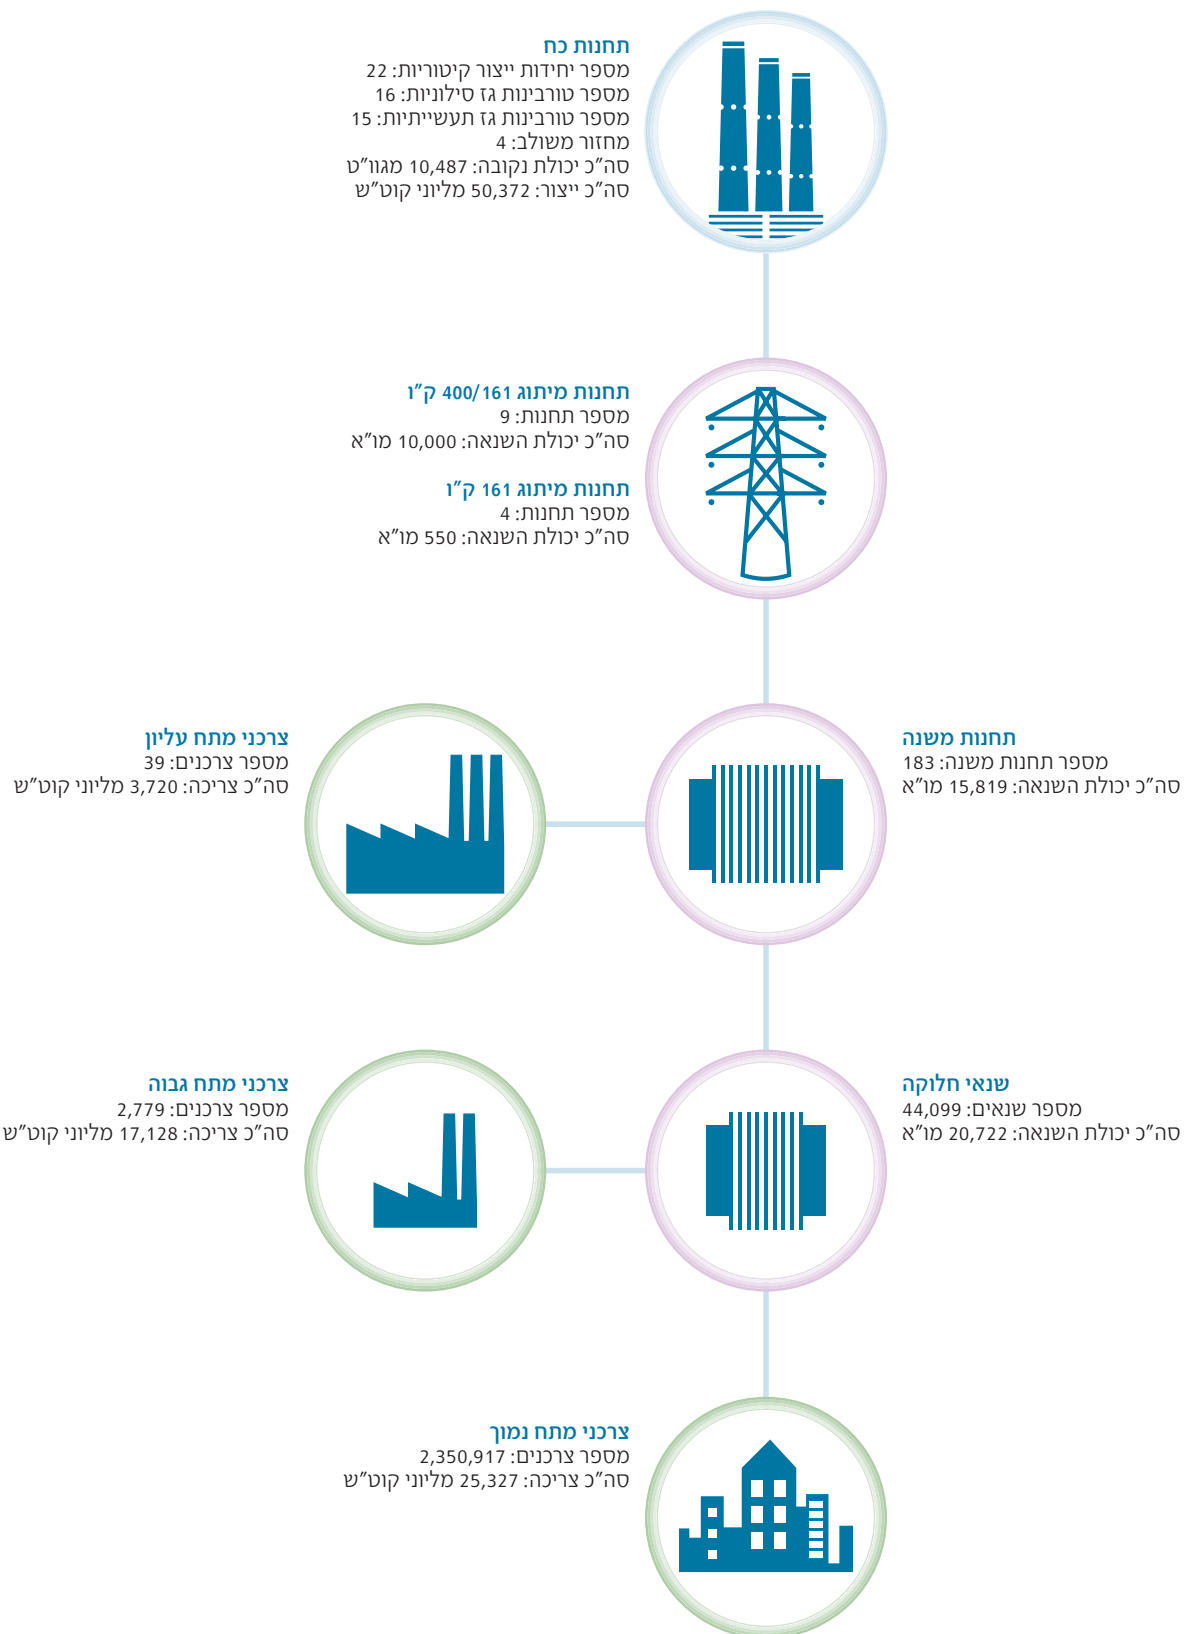 תחנות כח
מספר יחידות ייצור קיטוריות: 22
מספר טורבינות גז סילוניות: 16
מספר טורבינות גז תעשייתיות: 15
מחזור משולב: 4
סה"כ יכולת נקובה: 10,487 מגוו"ט
סה"כ ייצור: 50,372 מליוני קוט"ש
תחנות מיתוג 400/161 ק"ו
מספר תחנות: 9
סה"כ יכולת השנאה: 10,000 מו"א
תחנות מיתוג 161 ק"ו
מספר תחנות: 4
סה"כ יכולת השנאה: 550 מו"א
תחנות משנה
מספר תחנות משנה: 183
סה"כ יכולת השנאה: 15,819 מו"א
צרכני מתח עליון
מספר צרכנים: 39
סה"כ צריכה: 3,720 מליוני קוט"ש
שנאי חלוקה
מספר שנאים: 44,099
סה"כ יכולת השנאה: 20,722 מו"א
צרכני מתח גבוה
מספר צרכנים: 2,779
סה"כ צריכה: 17,128 מליוני קוט"ש
צרכני מתח נמוך
מספר צרכנים: 2,350,917
סה"כ צריכה: 25,327 מליוני קוט"ש